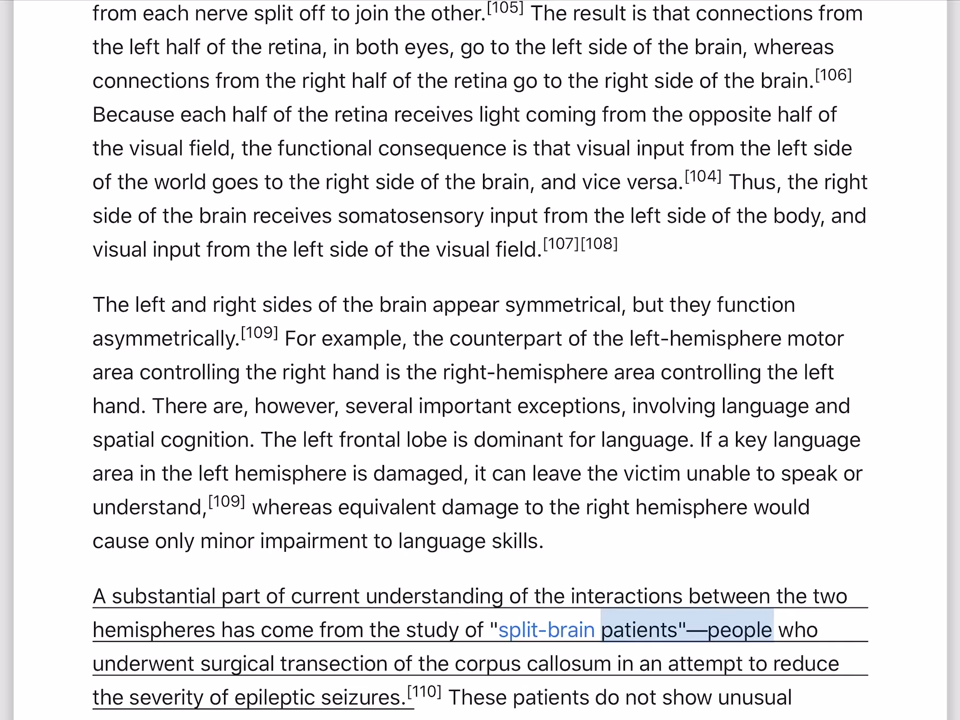 from each nerve split off to join the other.[105] The result is that connections from
the left half of the retina, in both eyes, go to the left side of the brain, whereas
connections from the right half of the retina go to the right side of the brain.[106]
Because each half of the retina receives light coming from the opposite half of
the visual field, the functional consequence is that visual input from the left side
of the world goes to the right side of the brain, and vice versa.[104] Thus, the right
side of the brain receives somatosensory input from the left side of the body, and
visual input from the left side of the visual field.[107][108]
The left and right sides of the brain appear symmetrical, but they function
asymmetrically.[109] For example, the counterpart of the left-hemisphere motor
area controlling the right hand is the right-hemisphere area controlling the left
hand. There are, however, several important exceptions, involving language and
spatial cognition. The left frontal lobe is dominant for language. If a key language
area in the left hemisphere is damaged, it can leave the victim unable to speak or
understand,[109] whereas equivalent damage to the right hemisphere would
cause only minor impairment to language skills.
A substantial part of current understanding of the interactions between the two
hemispheres has come from the study of "split-brain patients"—people who
underwent surgical transection of the corpus callosum in an attempt to reduce
the severity of epileptic seizures.[110] These patients do not show unusual